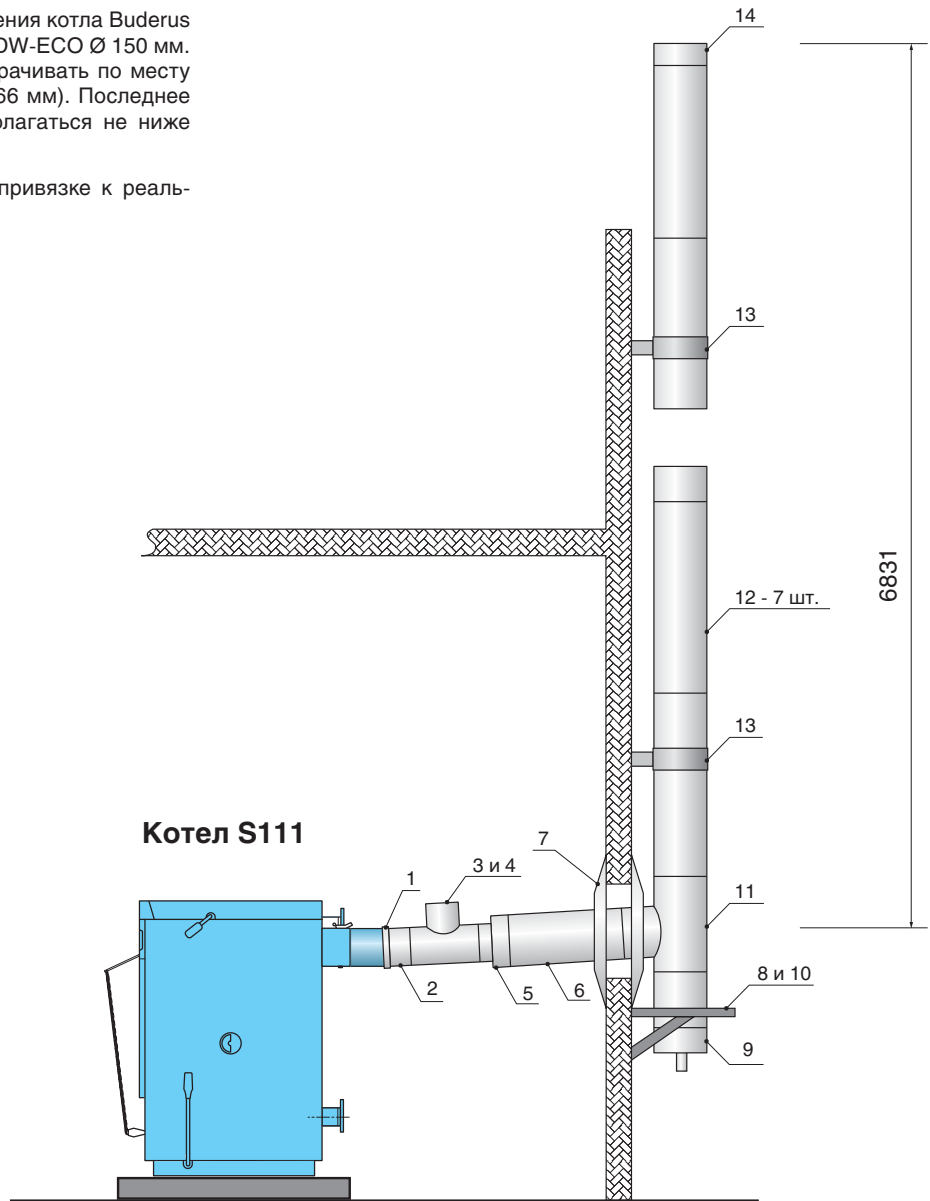 ения котла Buderus
DW-ECO Ø 150 мм.
рачивать по месту
66 мм). Последнее
олагаться не ниже
привязке к реаль-
14
13
6831
12 - 7 шт.
13
Котел S111
7
3 и 4
1
11
2
5
6
8 и 10
9